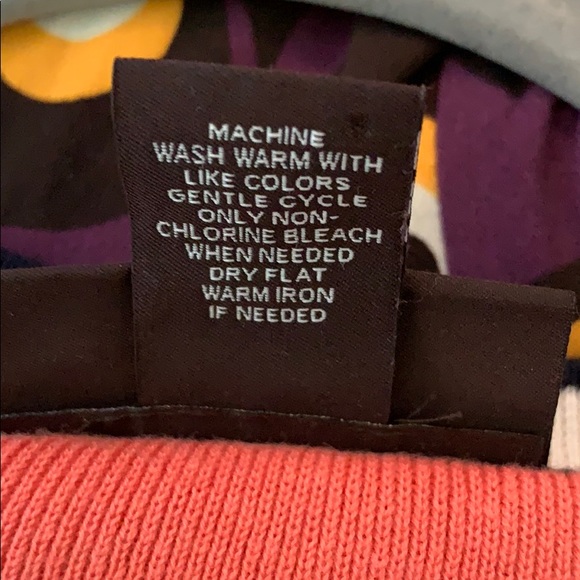 MACHINE
WASH WARM WITH
LIKE COLORS
GENTLE CYCLE
ONLY NON-
CHLORINE BLEACH
WHEN NEEDED
DRY FLAT
WARM IRON
IF NEEDED